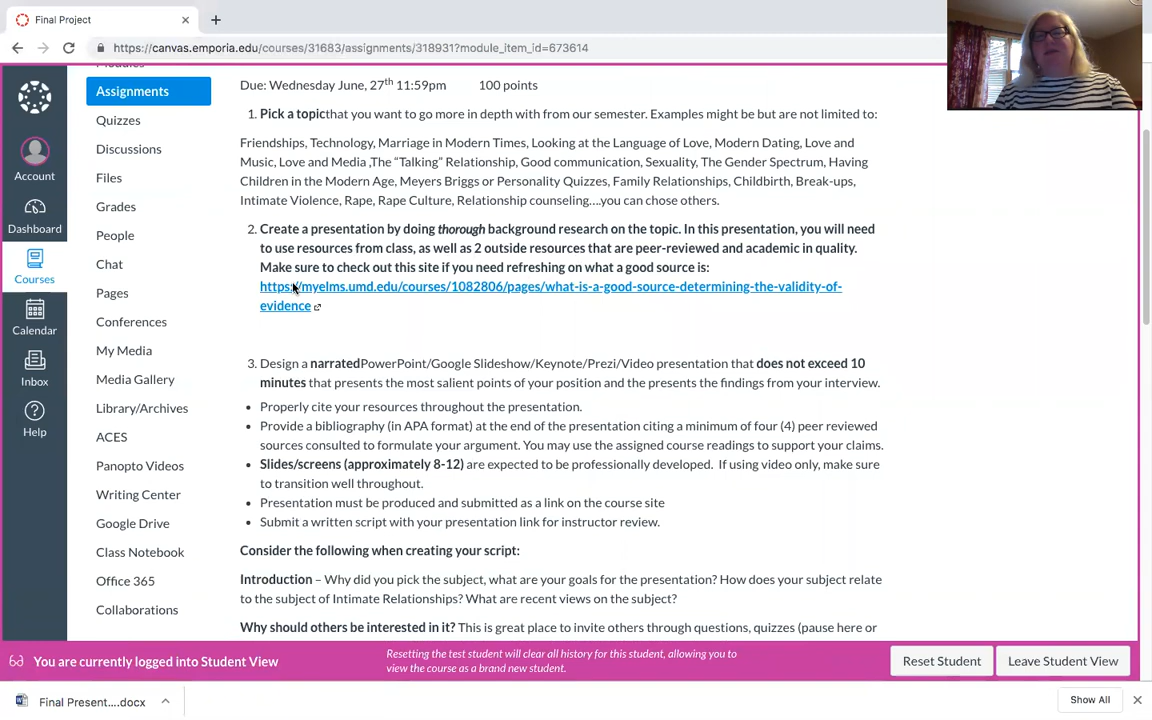 Final Project
https://canvas.emporia.edu/courses/31683/assignments/318931?module_item_id=673614
Account
Dashboard
Courses
Calendar
Inbox
Help
Assignments
Quizzes
Discussions
Files
Grades
People
Chat
Pages
Conferences
My Media
Media Gallery
Library/Archives
ACES
Panopto Videos
Writing Center
Google Drive
Class Notebook
Office 365
Collaborations
Due: Wednesday June, 27th 11:59pm 100 points
1. Pick a topicthat you want to go more in depth with from our semester. Examples might be but are not limited to:
Friendships, Technology, Marriage in Modern Times, Looking at the Language of Love, Modern Dating, Love and
Music, Love and Media ,The “Talking” Relationship, Good communication, Sexuality, The Gender Spectrum, Having
Children in the Modern Age, Meyers Briggs or Personality Quizzes, Family Relationships, Childbirth, Break-ups,
Intimate Violence, Rape, Rape Culture, Relationship counseling....you can chose others.
2. Create a presentation by doing thorough background research on the topic. In this presentation, you will need
to use resources from class, as well as 2 outside resources that are peer-reviewed and academic in quality.
Make sure to check out this site if you need refreshing on what a good source is:
https://myelms.umd.edu/courses/1082806/pages/what-is-a-good-source-determining-the-validity-of-
evidence
3. Design a narratedPowerPoint/Google Slideshow/Keynote/Prezi/Video presentation that does not exceed 10
minutes that presents the most salient points of your position and the presents the findings from your interview.
• Properly cite your resources throughout the presentation.
• Provide a bibliography (in APA format) at the end of the presentation citing a minimum of four (4) peer reviewed
sources consulted to formulate your argument. You may use the assigned course readings to support your claims.
• Slides/screens (approximately 8-12) are expected to be professionally developed. If using video only, make sure
to transition well throughout.
• Presentation must be produced and submitted as a link on the course site
• Submit a written script with your presentation link for instructor review.
Consider the following when creating your script:
Introduction – Why did you pick the subject, what are your goals for the presentation? How does your subject relate
to the subject of Intimate Relationships? What are recent views on the subject?
Why should others be interested in it? This is great place to invite others through questions, quizzes (pause here or
You are currently logged into Student View
Resetting the test student will clear all history for this student, allowing you to
view the course as a brand new student.
Reset Student
Leave Student View
Final Present....docx
Show All